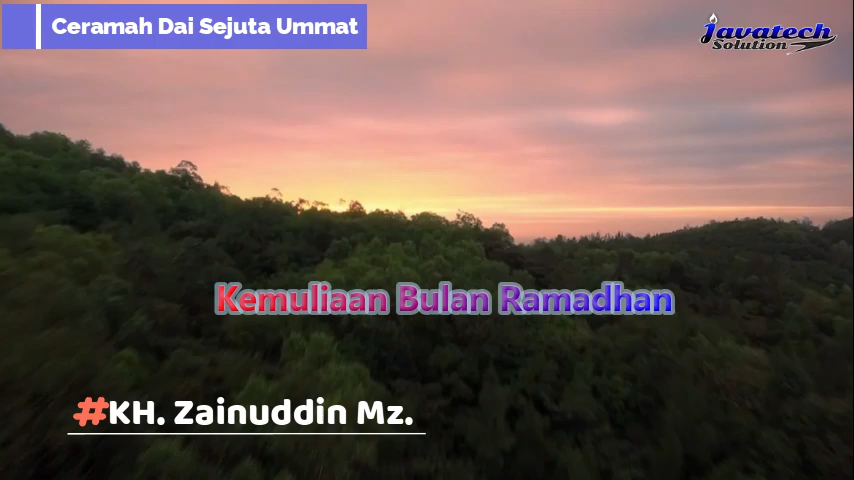 Ceramah Dai Sejuta Ummat
Javatech
Solution
Kemuliaan Bulan Ramadhan
#KH. Zainuddin Mz.